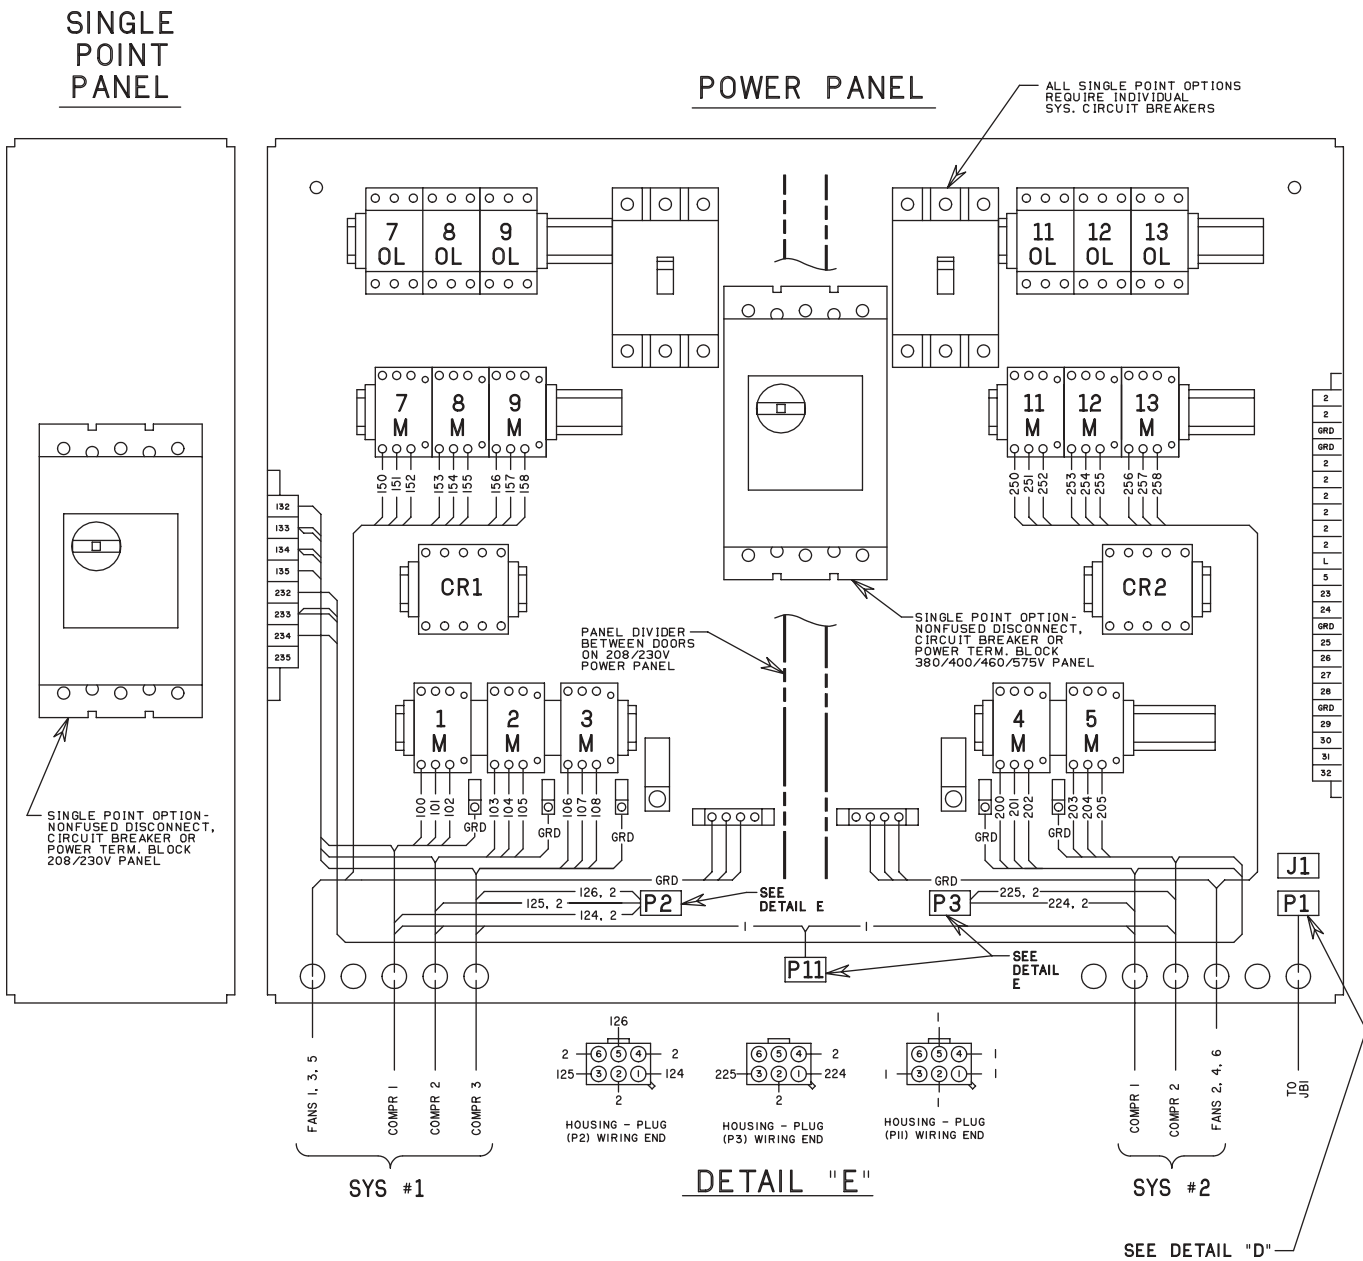 SINGLE
POINT
PANEL
POWER PANEL
ALL SINGLE POINT OPTIONS
REQUIRE INDIVIDUAL
SYS. CIRCUIT BREAKERS
7 OL
8 OL
9 OL
11 OL
12 OL
13 OL
7 M
8 M
9 M
11 M
12 M
13 M
150
151
152
153
154
155
156
157
158
250
251
252
253
254
255
256
257
258
132
133
134
135
232
233
234
235
CR1
CR2
2
2
GRD
GRD
2
2
2
2
2
2
L
5
23
24
GRD
25
26
27
28
GRD
29
30
31
32
PANEL DIVIDER
BETWEEN DOORS
ON 208/230V
POWER PANEL
SINGLE POINT OPTION-
NONFUSED DISCONNECT,
CIRCUIT BREAKER OR
POWER TERM. BLOCK
380/400/460/575V PANEL
1 M
2 M
3 M
4 M
5 M
SINGLE POINT OPTION-
NONFUSED DISCONNECT,
CIRCUIT BREAKER OR
POWER TERM. BLOCK
208/230V PANEL
100
101
102
GRD
103
104
105
GRD
106
107
108
GRD
200
201
202
GRD
203
204
205
GRD
GRD
GRD
J1
126, 2
125, 2
124, 2
P2
SEE
DETAIL E
P3
225, 2
224, 2
P1
1
1
P11
SEE
DETAIL
E
FANS 1, 3, 5
COMPR 1
COMPR 2
COMPR 3
SYS #1
126
2 6 5 4 2
125 3 2 1 124
2
HOUSING - PLUG
(P2) WIRING END
6 5 4 2
225 3 2 1 224
2
HOUSING - PLUG
(P3) WIRING END
1
6 5 4 1
1 3 2 1 1
1
HOUSING - PLUG
(P11) WIRING END
DETAIL "E"
COMPR 1
COMPR 2
FANS 2, 4, 6
TO
JB1
SYS #2
SEE DETAIL "D"